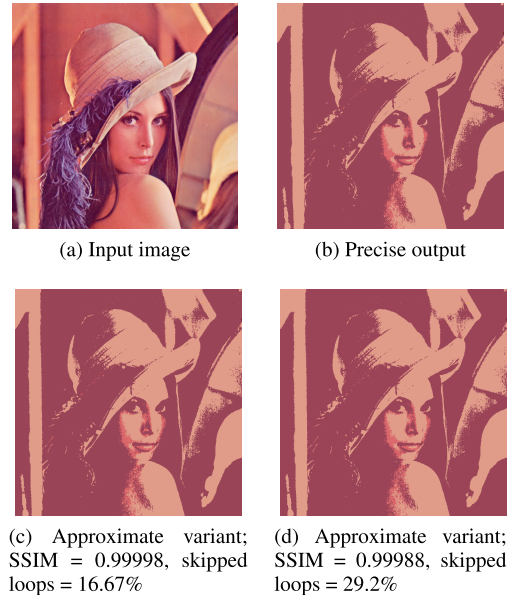 (a) Input image
(b) Precise output
(c) Approximate variant;
SSIM = 0.99998, skipped
loops = 16.67%
(d) Approximate variant;
SSIM = 0.99988, skipped
loops = 29.2%